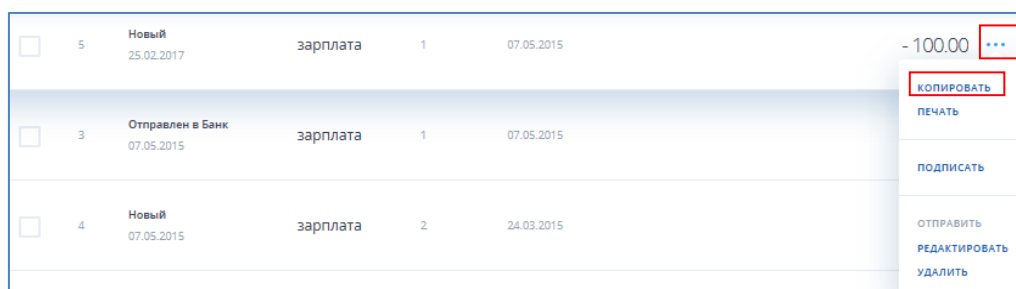 5 Новый 25.02.2017 зарплата 1 07.05.2015 - 100.00 •••
КОПИРОВАТЬ
ПЕЧАТЬ
3 Отправлен в Банк 07.05.2015 зарплата 1 07.05.2015
ПОДПИСАТЬ
4 Новый 07.05.2015 зарплата 2 24.03.2015
ОТПРАВИТЬ
РЕДАКТИРОВАТЬ
УДАЛИТЬ